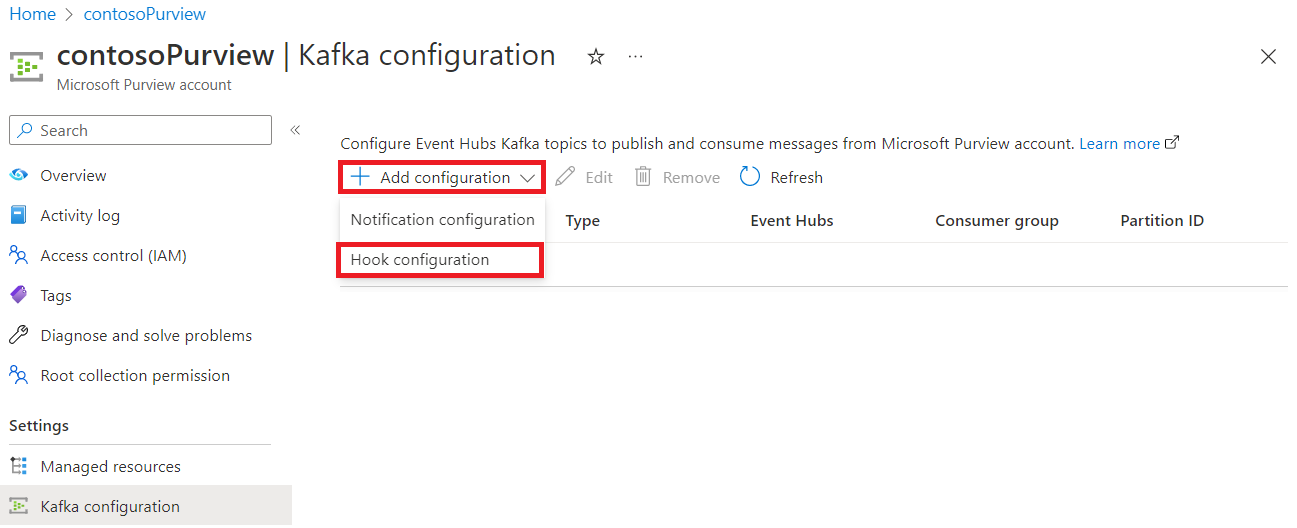 Home > contosoPurview
contosoPurview | Kafka configuration
Microsoft Purview account
Search
Overview
Activity log
Access control (IAM)
Tags
Diagnose and solve problems
Root collection permission
Settings
Managed resources
Kafka configuration
Configure Event Hubs Kafka topics to publish and consume messages from Microsoft Purview account. Learn more
Add configuration Edit Remove Refresh
Notification configuration
Hook configuration
Type Event Hubs Consumer group Partition ID